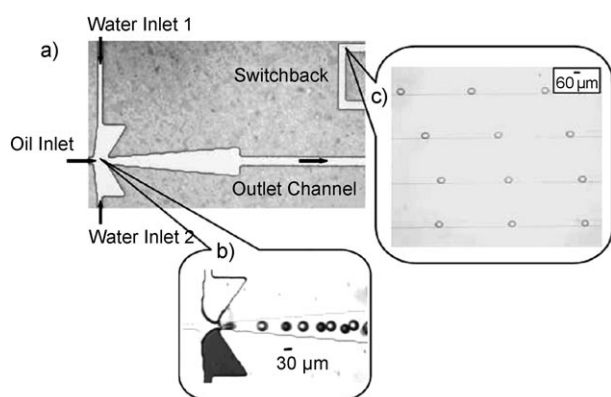 Water Inlet 1
a)
Switchback
c)
60 µm
Oil Inlet
Outlet Channel
Water Inlet 2
b)
30 µm